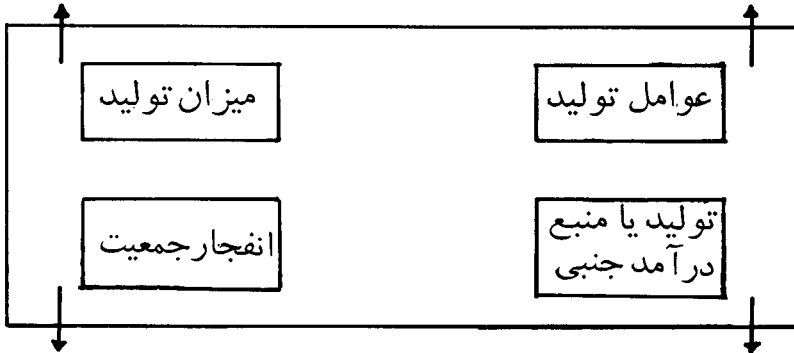 عوامل تولید
میزان تولید
تولید یا منبع
درآمد جنبی
انفجار جمعیت